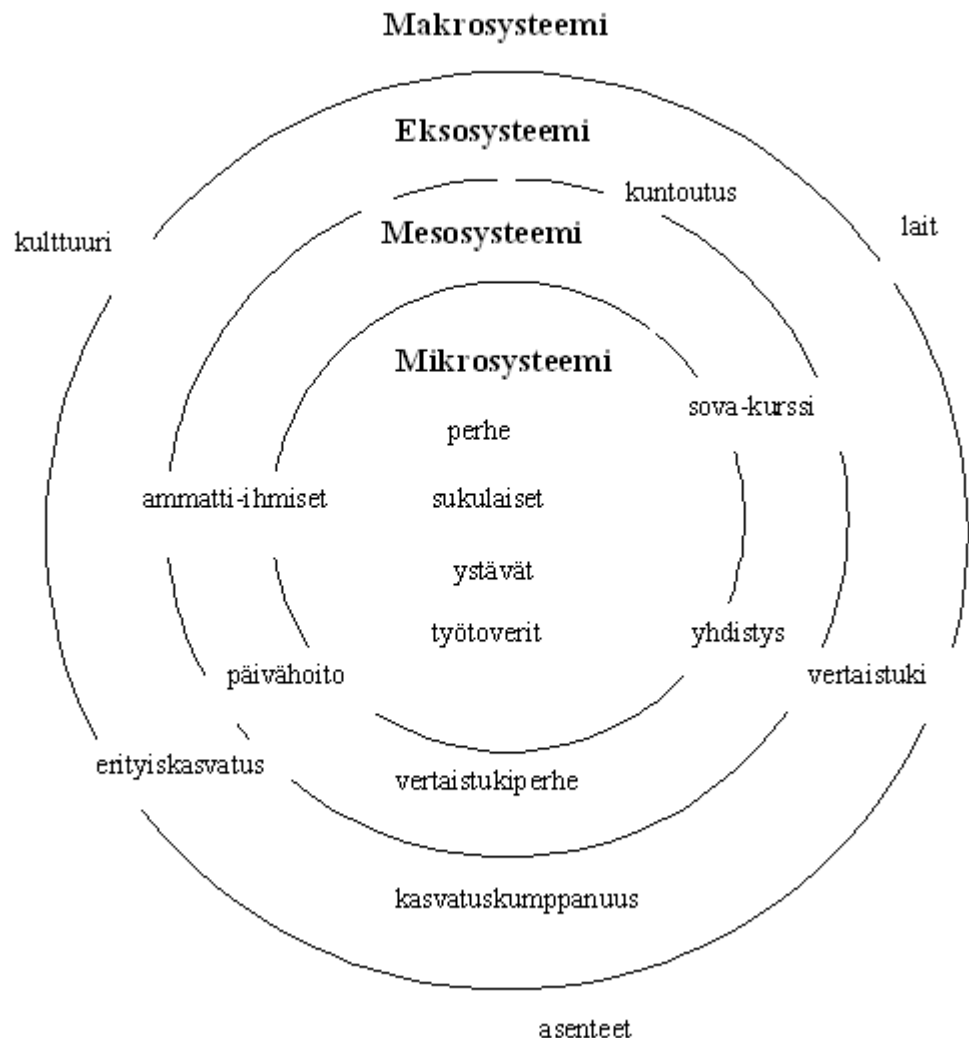 Makrosysteemi
Eksosysteemi
kuntoutus
kulttuuri
Mesosysteemi
lait
Mikrosysteemi
sova-kurssi
perhe
ammatti-ihmiset
sukulaiset
ystävät
työtoverit
yhdistys
päivähoito
vertaistuki
erityiskasvatus
vertaistukiperhe
kasvatuskumppanuus
asenteet